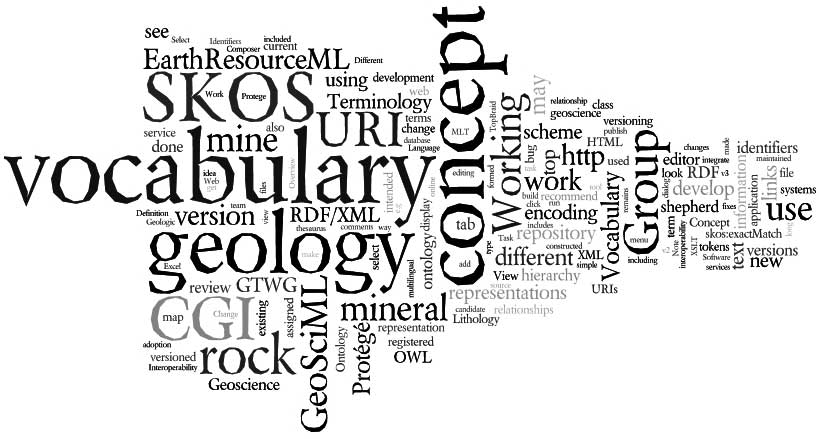 see
Select
Identifiers
included
Composer
current
Different
EarthResourceML
SKOS
Work
Protege
using
development
web
Terminology
URI
terms
change
database
Language
service
done
mine
also
idea
Web
get
files
Overview
intended
online
e.g
vocabulary
concept
MLT
TopBraid
editing
formed
Working
may
relationship
class
geoscience
versioning
publish
scheme
HTML
bug
task
top
http
used
work
tool
build
recommend
click
run
encoding
remains
dialog
Group
changes
made
editor
integrate
maintained
identifiers
look
RDF
v3
file
develop
information
application
links
systems
shepherd
includes
repository
Task
constructed
different
XML
simple
View
hierarchy
type
tab
add
Vocabulary
menu
including
URIs
v2
Note
term
interoperability
XSLT
Concept
skos:exactMatch
fixes
tokens
Software
services
text
versions
new
use
long
Definition
Geologic
team
version
view
RDF/XML
thesaurus
comments
way
display
ontology
multilingual
select
geology
make
Excel
review
GTWG
existing
assigned
CGI
map
Change
adoption
versioned
Interoperability
rock
Geoscience
GeoSciML
Ontology
Protégé
mineral
representation
registered
OWL
source
representations
candidate
relationships
Lithology